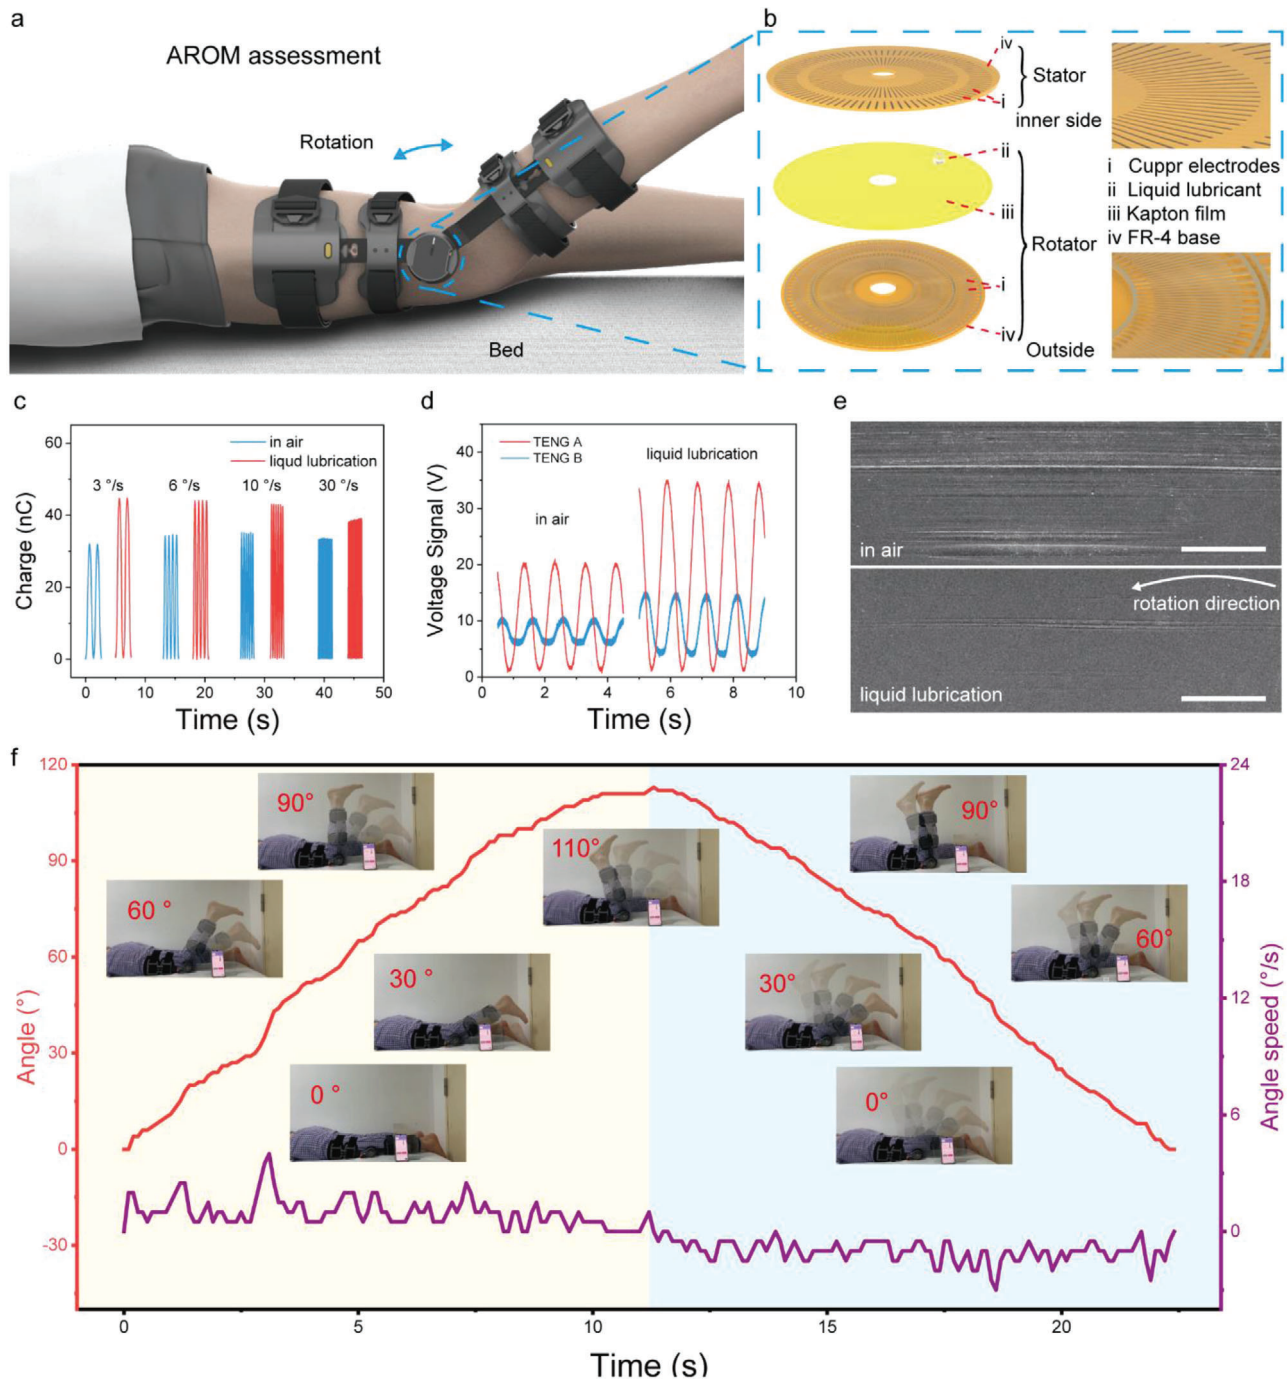 a
AROM assessment
Rotation
Bed
b
iv
Stator
i
inner side
ii
iii
Rotator
i
iv
Outside
i Cuppr electrodes
ii Liquid lubricant
iii Kapton film
iv FR-4 base
c
in air
liqud lubrication
3 °/s
6 °/s
10 °/s
30 °/s
60
40
20
0
Charge (nC)
0
10
20
30
40
50
Time (s)
d
TENG A
TENG B
liquid lubrication
in air
40
30
20
10
0
Voltage Signal (V)
0
2
4
6
8
10
Time (s)
e
in air
rotation direction
liquid lubrication
f
120
90
60
30
0
-30
Angle (°)
90°
60 °
110°
30 °
0 °
90°
60°
30°
0°
24
18
12
6
0
Angle speed (°/s)
0
5
10
15
20
Time (s)